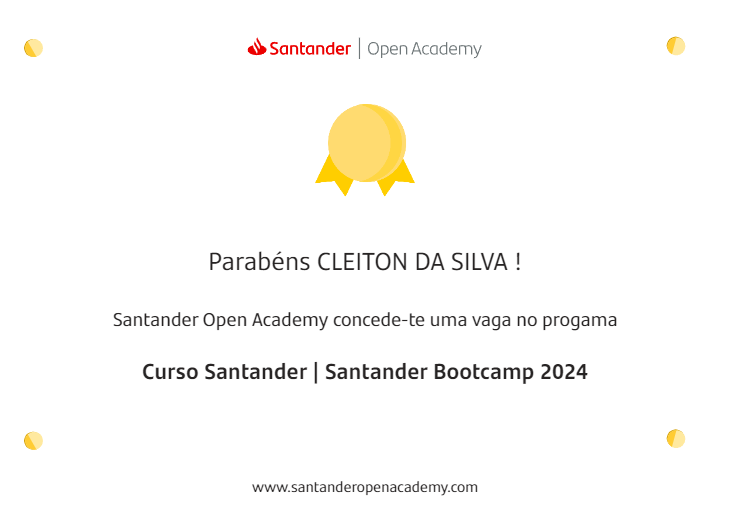 Santander | Open Academy
Parabéns CLEITON DA SILVA !
Santander Open Academy concede-te uma vaga no progama
Curso Santander | Santander Bootcamp 2024
www.santanderopenacademy.com